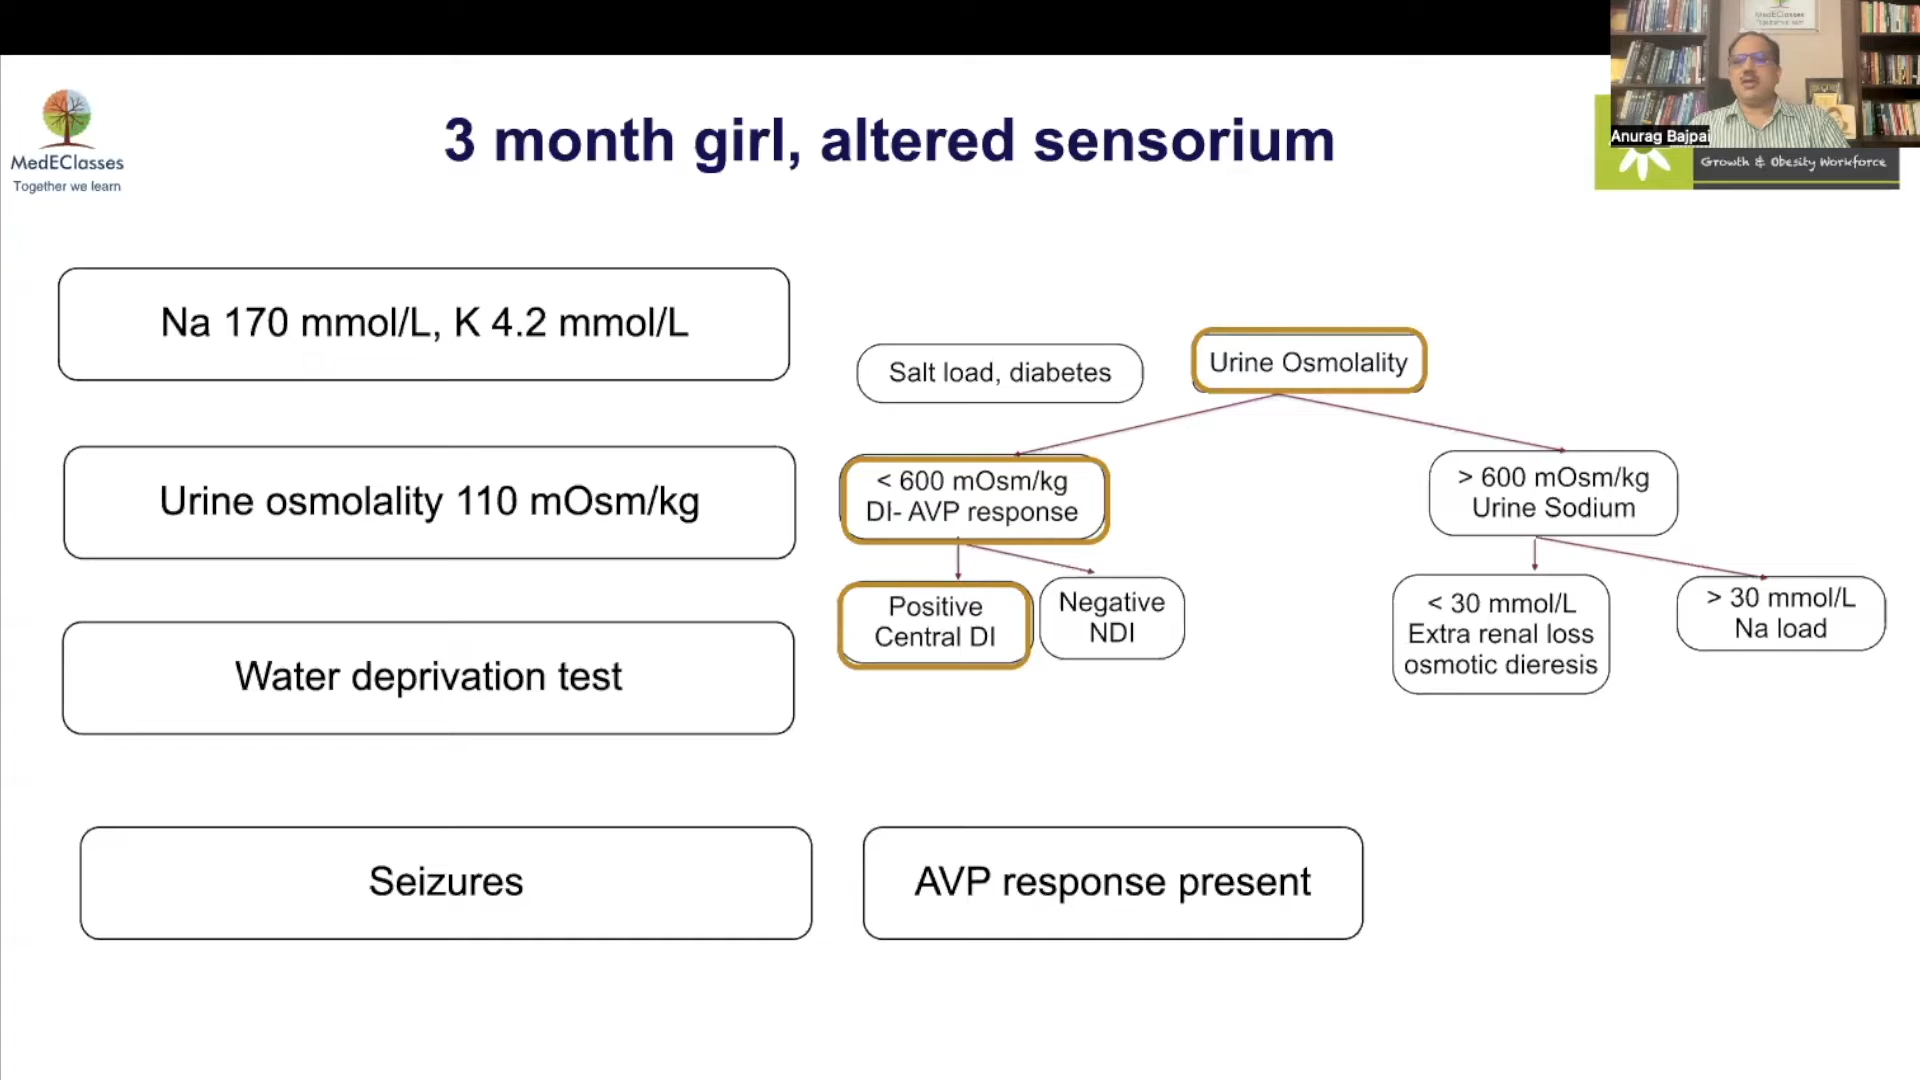 MedEClasses
Together we learn
3 month girl, altered sensorium
MedEClasses
Anurag Bajpai
Growth & Obesity Workforce
Na 170 mmol/L, K 4.2 mmol/L
Urine osmolality 110 mOsm/kg
Water deprivation test
Seizures
AVP response present
Salt load, diabetes
Urine Osmolality
< 600 mOsm/kg
DI- AVP response
> 600 mOsm/kg
Urine Sodium
Positive
Central DI
Negative
NDI
< 30 mmol/L
Extra renal loss
osmotic dieresis
> 30 mmol/L
Na load